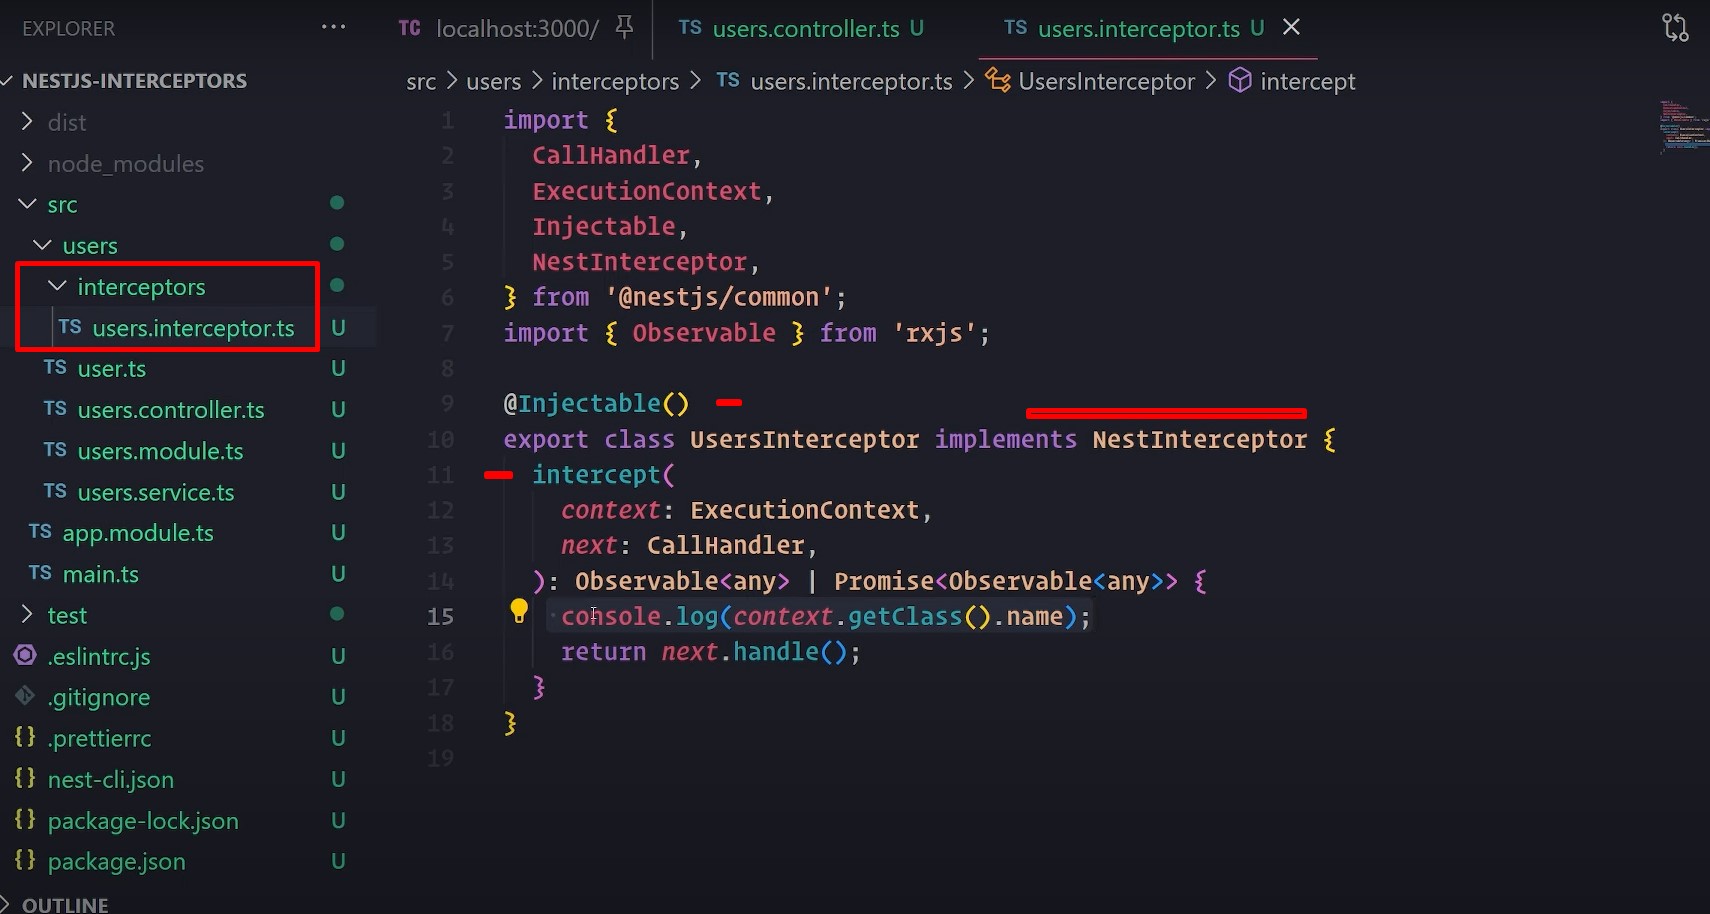 EXPLORER
NESTJS-INTERCEPTORS
dist
node_modules
src
users
interceptors
TS users.interceptor.ts U
TS user.ts U
TS users.controller.ts U
TS users.module.ts U
TS users.service.ts U
TS app.module.ts U
TS main.ts U
test
.eslintrc.js U
.gitignore U
{} .prettierrc U
{} nest-cli.json U
{} package-lock.json U
{} package.json U
OUTLINE
TC localhost:3000/
TS users.controller.ts U
TS users.interceptor.ts U
src > users > interceptors > TS users.interceptor.ts > UsersInterceptor > intercept
1 import {
2 CallHandler,
3 ExecutionContext,
4 Injectable,
5 NestInterceptor,
6 } from '@nestjs/common';
7 import { Observable } from 'rxjs';
8
9 @Injectable()
10 export class UsersInterceptor implements NestInterceptor {
11 intercept(
12 context: ExecutionContext,
13 next: CallHandler,
14 ): Observable<any> | Promise<Observable<any>> {
15 console.log(context.getClass().name);
16 return next.handle();
17 }
18 }
19